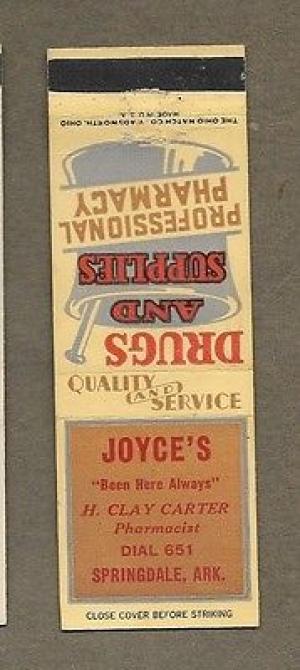 THE OHIO MATCH CO. WADSWORTH, OHIO
MADE IN U.S.A.
DRUGS
AND
SUPPLIES
PROFESSIONAL
PHARMACY
QUALITY
AND
SERVICE
JOYCE'S
"Been Here Always"
H. CLAY CARTER
Pharmacist
DIAL 651
SPRINGDALE, ARK.
CLOSE COVER BEFORE STRIKING